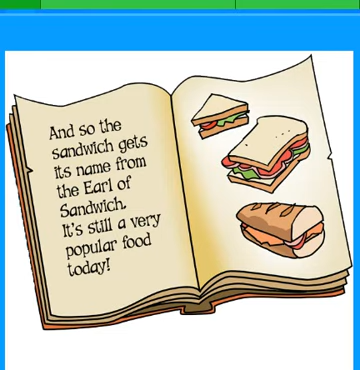 And so the
sandwich gets
its name from
the Earl of
Sandwich.
It's still a very
popular food
today!